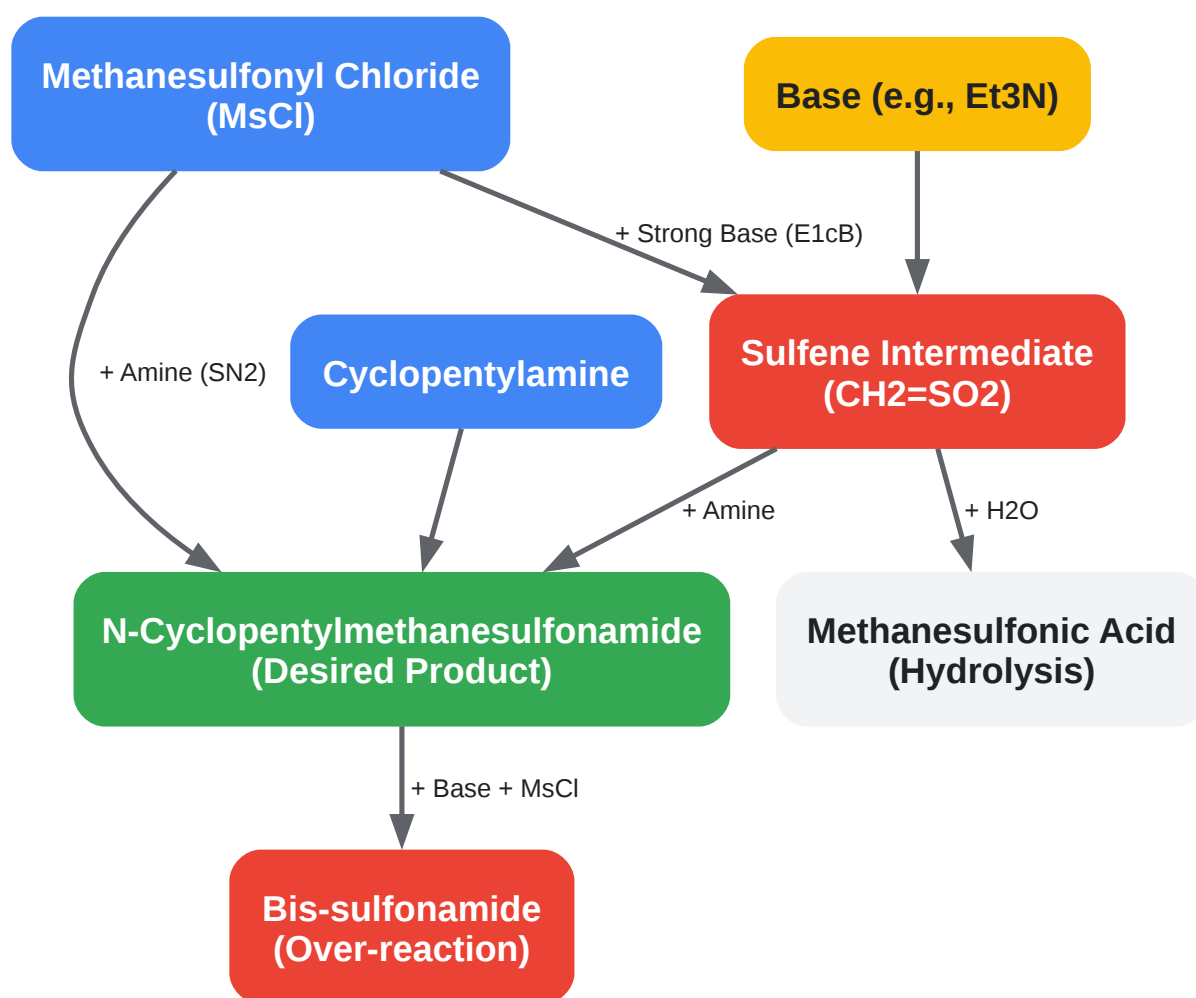 Methanesulfonyl Chloride
(MsCl)
Base (e.g., Et3N)
+ Strong Base (E1cB)
+ Amine (SN2)
Cyclopentylamine
Sulfene Intermediate
(CH2=SO2)
+ Amine
+ H2O
N-Cyclopentylmethanesulfonamide
(Desired Product)
Methanesulfonic Acid
(Hydrolysis)
+ Base + MsCl
Bis-sulfonamide
(Over-reaction)